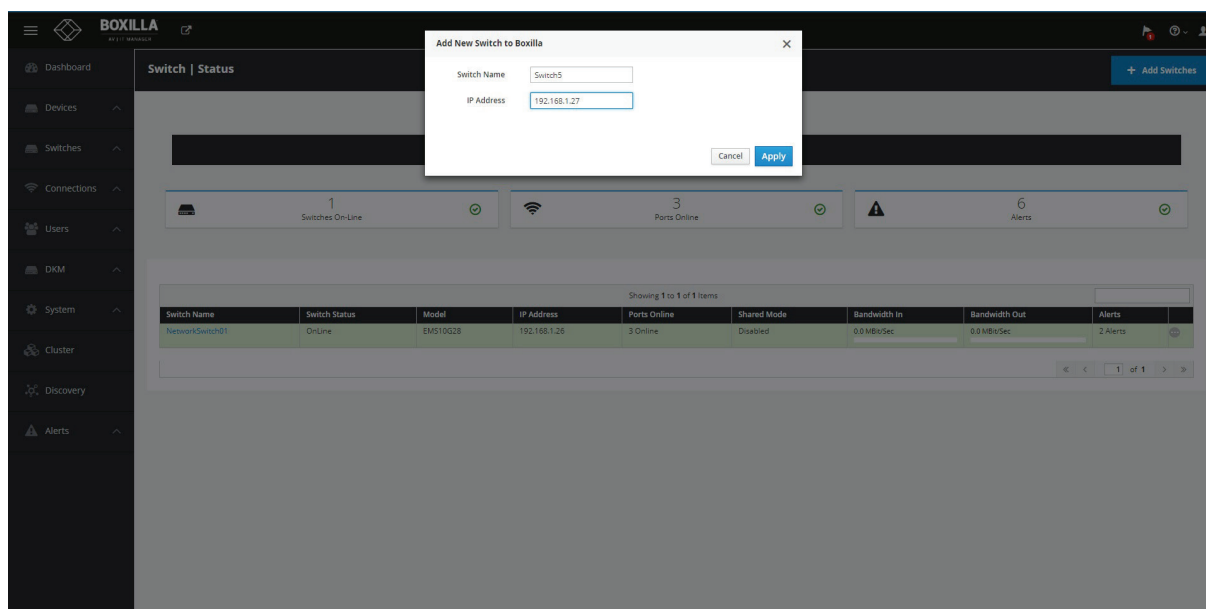 BOXILLA
AV/IT MANAGER
Dashboard
Devices
Switches
Connections
Users
DKM
System
Cluster
Discovery
Alerts
Switch | Status
+ Add Switches
Add New Switch to Boxilla
Switch Name Switch5
IP Address 192.168.1.27
Cancel Apply
1
Switches On-Line
3
Ports Online
6
Alerts
Showing 1 to 1 of 1 Items
Switch Name Switch Status Model IP Address Ports Online Shared Mode Bandwidth In Bandwidth Out Alerts
NetworkSwitch01 OnLine EMS10G28 192.168.1.26 3 Online Disabled 0.0 MBit/Sec 0.0 MBit/Sec 2 Alerts
1 of 1